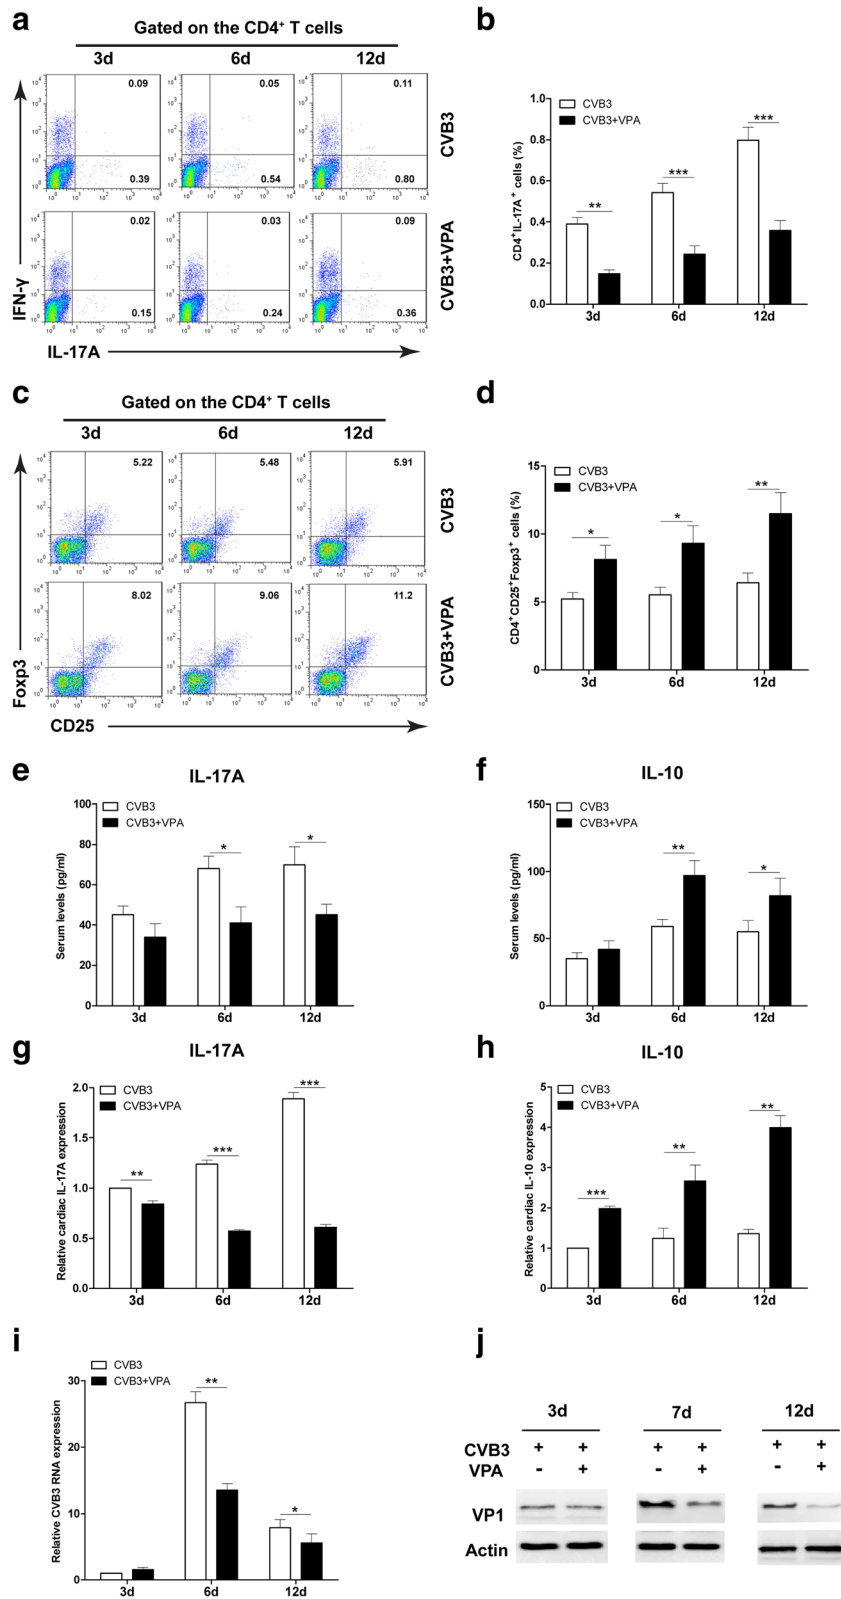 a
Gated on the CD4⁺ T cells
3d 6d 12d
0.09 0.05 0.11
0.39 0.54 0.80
CVB3
0.02 0.03 0.09
0.15 0.24 0.36
CVB3+VPA
IFN-γ
IL-17A
b
CVB3
CVB3+VPA
CD4⁺IL-17A⁺ cells (%)
1.0
0.8
0.6
0.4
0.2
0.0
** *** ***
3d 6d 12d
c
Gated on the CD4⁺ T cells
3d 6d 12d
5.22 5.48 5.91
CVB3
8.02 9.06 11.2
CVB3+VPA
Foxp3
CD25
d
CVB3
CVB3+VPA
CD4⁺CD25⁺Foxp3⁺ cells (%)
15
10
5
0
* * **
3d 6d 12d
e
IL-17A
CVB3
CVB3+VPA
Serum levels (pg/ml)
100
80
60
40
20
0
* *
3d 6d 12d
f
IL-10
CVB3
CVB3+VPA
Serum levels (pg/ml)
150
100
50
0
** *
3d 6d 12d
g
IL-17A
CVB3
CVB3+VPA
Relative cardiac IL-17A expression
2.0
1.5
1.0
0.5
0.0
** *** ***
3d 6d 12d
h
IL-10
CVB3
CVB3+VPA
Relative cardiac IL-10 expression
5
4
3
2
1
0
*** ** **
3d 6d 12d
i
CVB3
CVB3+VPA
Relative CVB3 RNA expression
30
20
10
0
** *
3d 6d 12d
j
3d 7d 12d
CVB3 + + + + + +
VPA - + - + - +
VP1
Actin